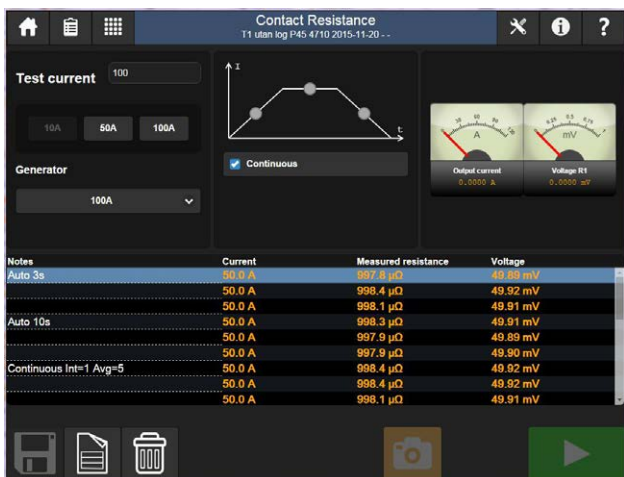 Contact Resistance
T1 utan log P45 4710 2015-11-20 - -
?
Test current 100
10A 50A 100A
Generator
100A
I
t
Continuous
A
mV
Output current
0.0000 A
Voltage R1
0.0000 mV
Notes Current Measured resistance Voltage
Auto 3s 50.0 A 997.8 µΩ 49.89 mV
50.0 A 998.4 µΩ 49.92 mV
50.0 A 998.1 µΩ 49.91 mV
Auto 10s 50.0 A 998.3 µΩ 49.91 mV
50.0 A 997.9 µΩ 49.89 mV
50.0 A 997.9 µΩ 49.90 mV
Continuous Int=1 Avg=5 50.0 A 998.4 µΩ 49.92 mV
50.0 A 998.4 µΩ 49.92 mV
50.0 A 998.1 µΩ 49.91 mV